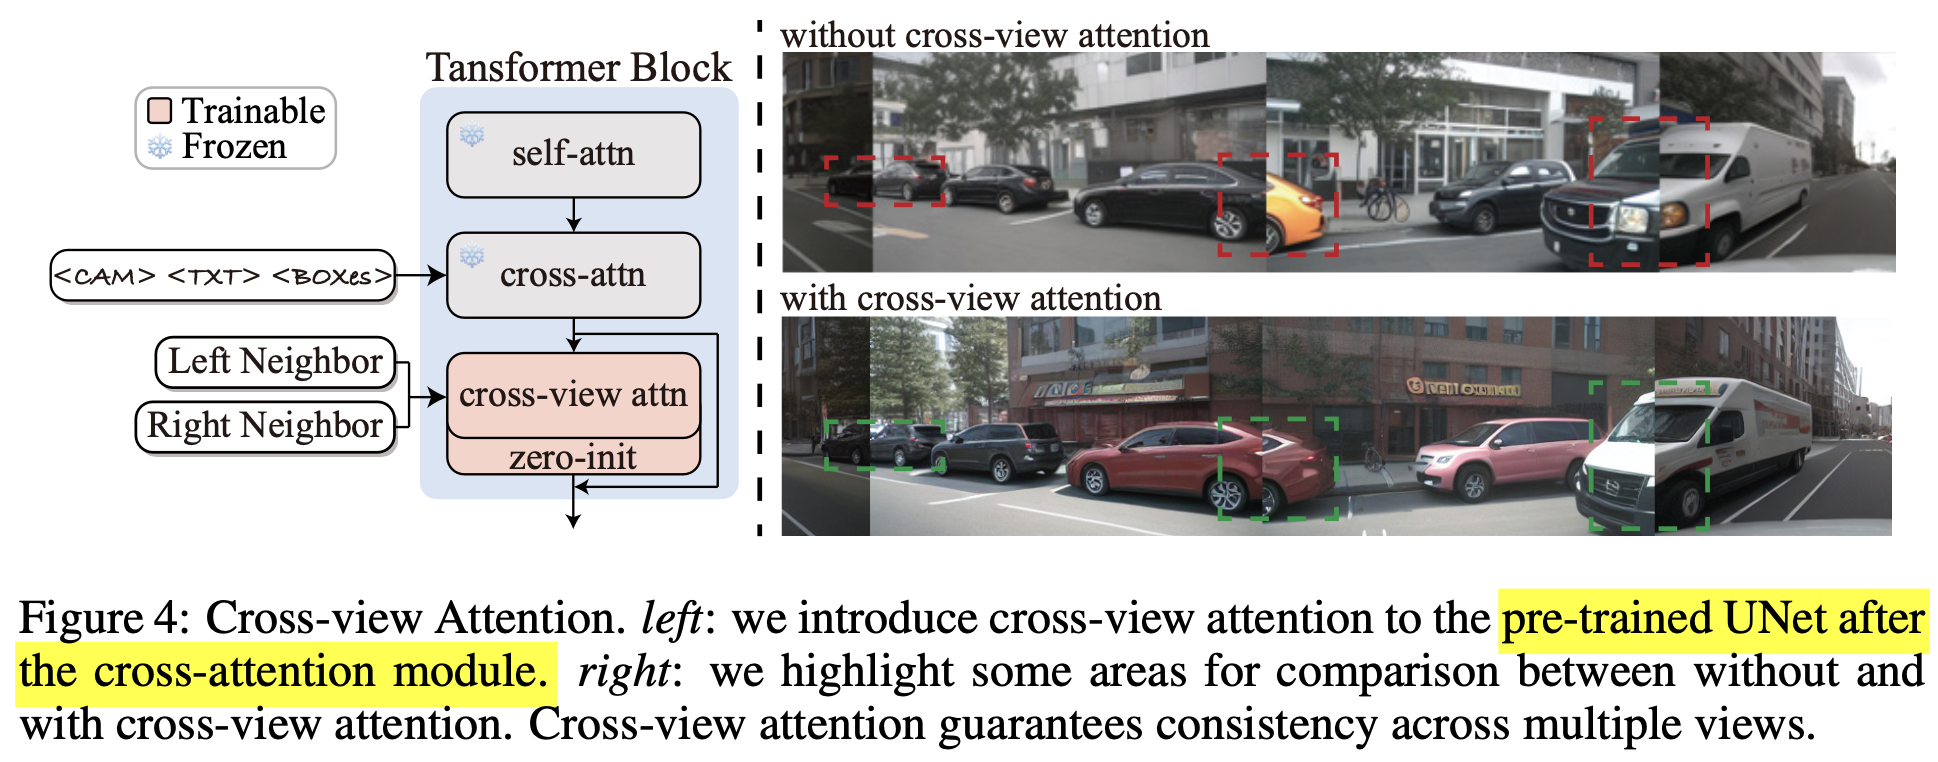 Tansformer Block
Trainable
Frozen
self-attn
cross-attn
<CAM> <TXT> <BOXes>
Left Neighbor
Right Neighbor
cross-view attn
zero-init
without cross-view attention
with cross-view attention
Figure 4: Cross-view Attention. left: we introduce cross-view attention to the pre-trained UNet after
the cross-attention module. right: we highlight some areas for comparison between without and
with cross-view attention. Cross-view attention guarantees consistency across multiple views.